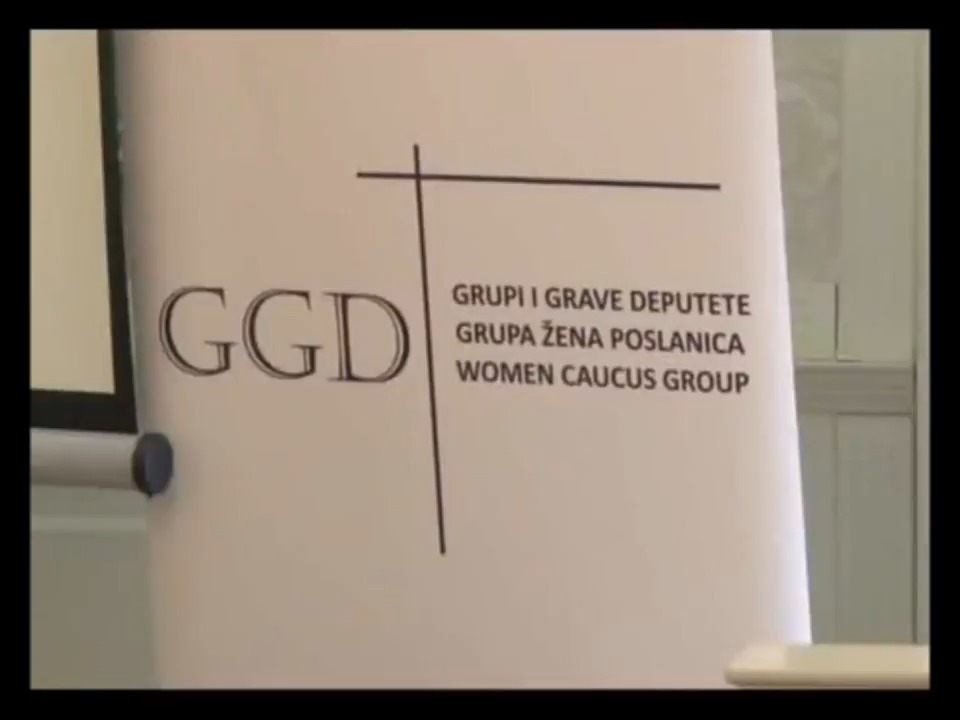 GGD
GRUPI I GRAVE DEPUTETE
GRUPA ŽENA POSLANICA
WOMEN CAUCUS GROUP